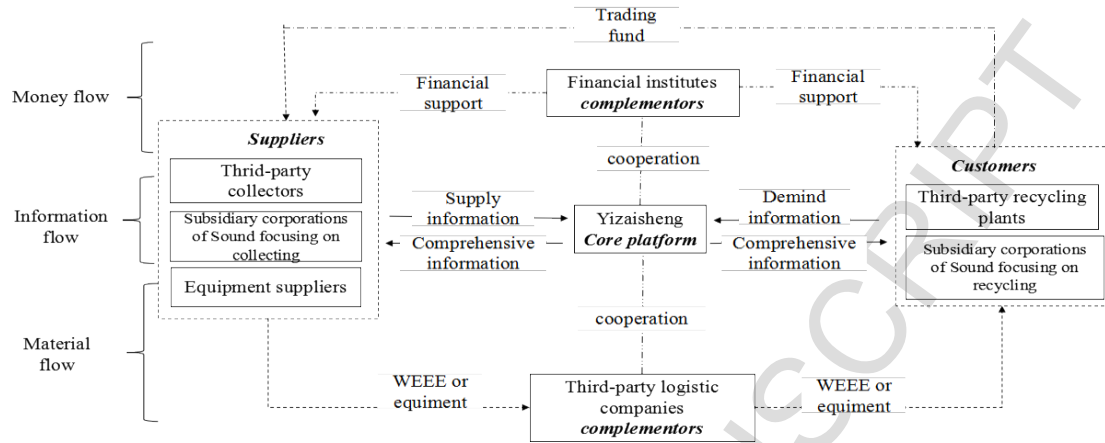 Trading
fund
Money flow
Financial
support
Financial institutes
complementors
Financial
support
Suppliers
cooperation
Customers
Thrid-party
collectors
Information
flow
Supply
information
Demind
information
Third-party recycling
plants
Subsidiary corporations
of Sound focusing on
collecting
Yizaisheng
Core platform
Comprehensive
information
Comprehensive
information
Subsidiary corporations
of Sound focusing on
recycling
Equipment suppliers
cooperation
Material
flow
WEEE or
equiment
Third-party logistic
companies
complementors
WEEE or
equiment
SCRIPT